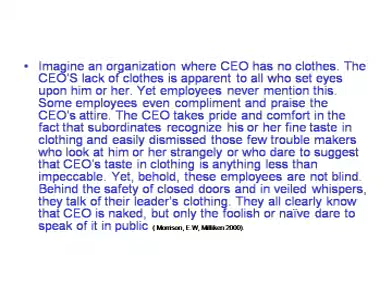 • Imagine an organization where CEO has no clothes. The
CEO'S lack of clothes is apparent to all who set eyes
upon him or her. Yet employees never mention this.
Some employees even compliment and praise the
CEO's attire. The CEO takes pride and comfort in the
fact that subordinates recognize his or her fine taste in
clothing and easily dismissed those few trouble makers
who look at him or her strangely or who dare to suggest
that CEO's taste in clothing is anything less than
impeccable. Yet, behold, these employees are not blind.
Behind the safety of closed doors and in veiled whispers,
they talk of their leader's clothing. They all clearly know
that CEO is naked, but only the foolish or naïve dare to
speak of it in public. ( Morrison, E.W, Milliken 2000).